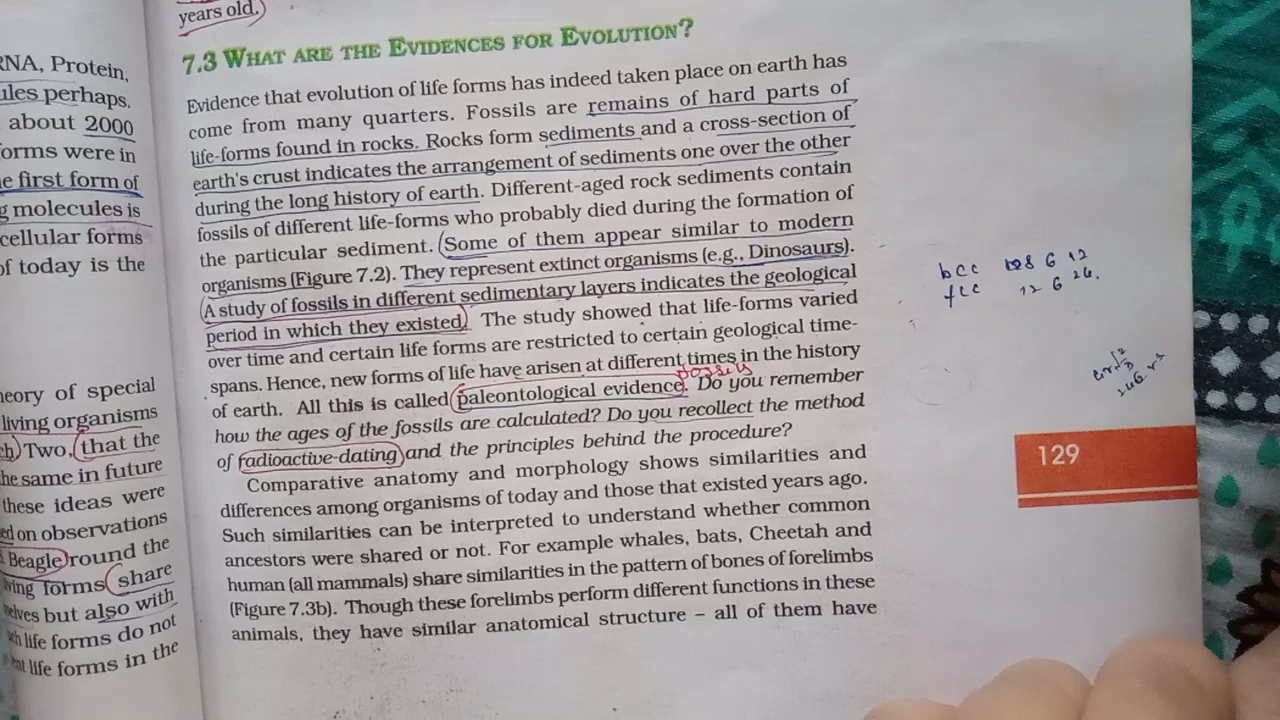 RNA, Protein,
ules perhaps.
about 2000
orms were in
e first form of
g molecules is
cellular forms
of today is the
eory of special
living organisms
ch) Two, that the
he same in future
these ideas were
ed on observations
Beagle round the
ving forms share
selves but also with
ch life forms do not
ent life forms in the
years old.
7.3 WHAT ARE THE EVIDENCES FOR EVOLUTION?
Evidence that evolution of life forms has indeed taken place on earth has
come from many quarters. Fossils are remains of hard parts of
life-forms found in rocks. Rocks form sediments and a cross-section of
earth's crust indicates the arrangement of sediments one over the other
during the long history of earth. Different-aged rock sediments contain
fossils of different life-forms who probably died during the formation of
the particular sediment. Some of them appear similar to modern
organisms (Figure 7.2). They represent extinct organisms (e.g., Dinosaurs).
A study of fossils in different sedimentary layers indicates the geological
period in which they existed. The study showed that life-forms varied
over time and certain life forms are restricted to certain geological time-
spans. Hence, new forms of life have arisen at different times in the history
of earth. All this is called paleontological evidence. Do you remember
how the ages of the fossils are calculated? Do you recollect the method
of radioactive-dating and the principles behind the procedure?
Comparative anatomy and morphology shows similarities and
differences among organisms of today and those that existed years ago.
Such similarities can be interpreted to understand whether common
ancestors were shared or not. For example whales, bats, Cheetah and
human (all mammals) share similarities in the pattern of bones of forelimbs
(Figure 7.3b). Though these forelimbs perform different functions in these
animals, they have similar anatomical structure – all of them have
bcc 8 6 12
fcc 12 6 24.
129